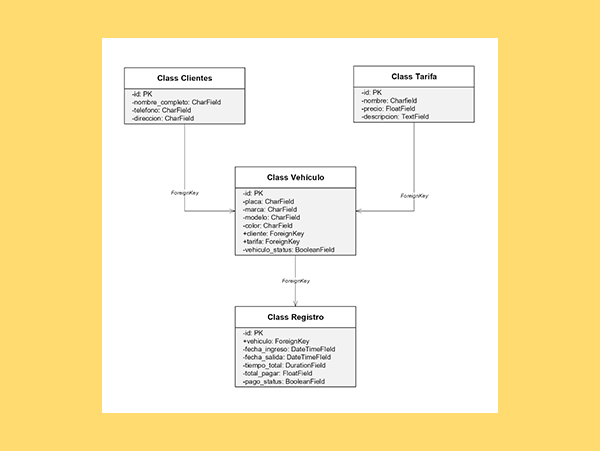 Class Clientes
-id: PK
-nombre_completo: CharField
-telefono: CharField
-direccion: CharField
Class Tarifa
-id: PK
-nombre: Charfield
-precio: FloatField
-descripcion: TextField
ForeignKey
ForeignKey
Class Vehículo
-id: PK
-placa: CharField
-marca: CharField
-modelo: CharField
-color: CharField
+cliente: ForeignKey
+tarifa: ForeignKey
-vehiculo_status: BooleanField
ForeignKey
Class Registro
-id: PK
+vehiculo: ForeignKey
-fecha_ingreso: DateTimeFIeld
-fecha_salida: DateTimeFIeld
-tiempo_total: DurationField
-total_pagar: FloatField
-pago_status: BooleanField